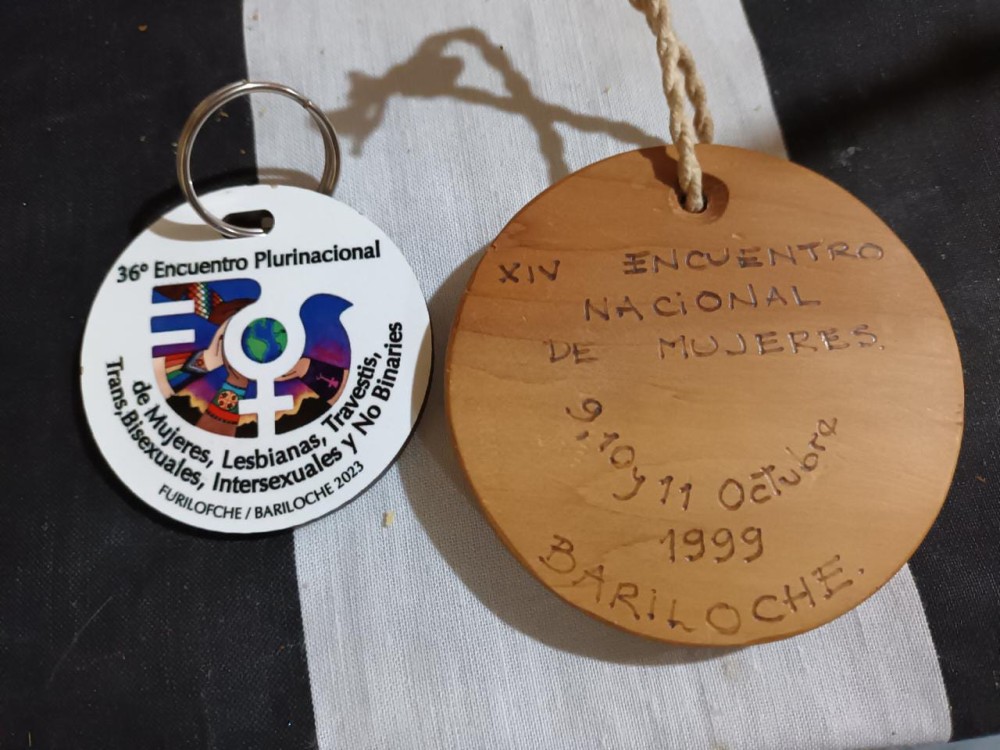 36° Encuentro Plurinacional
de Mujeres, Lesbianas, Travestis,
Trans, Bisexuales, Intersexuales y No Binaries
FURILOFCHE / BARILOCHE 2023
XIV ENCUENTRO
NACiONAL
DE MUJERES.
9, 10 y 11 Octubre
1999
BARiLOCHE.